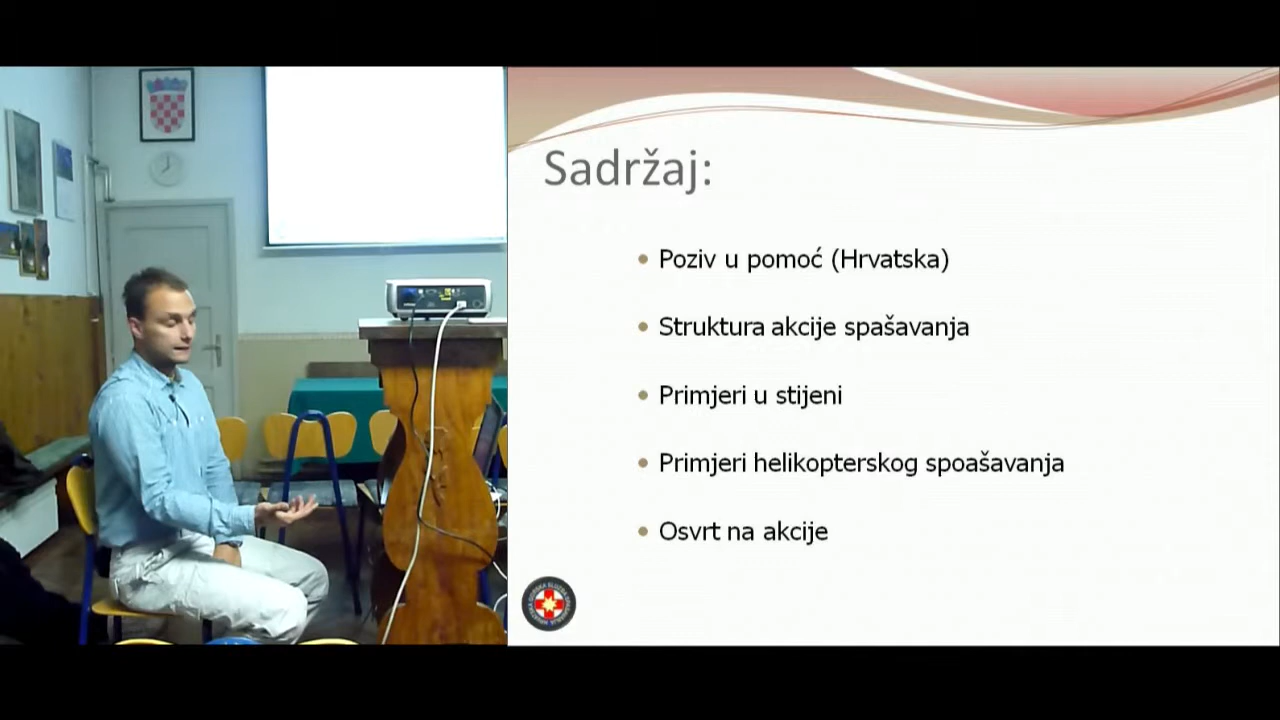 Sadržaj:
Poziv u pomoć (Hrvatska)
Struktura akcije spašavanja
Primjeri u stijeni
Primjeri helikopterskog spoašavanja
Osvrt na akcije